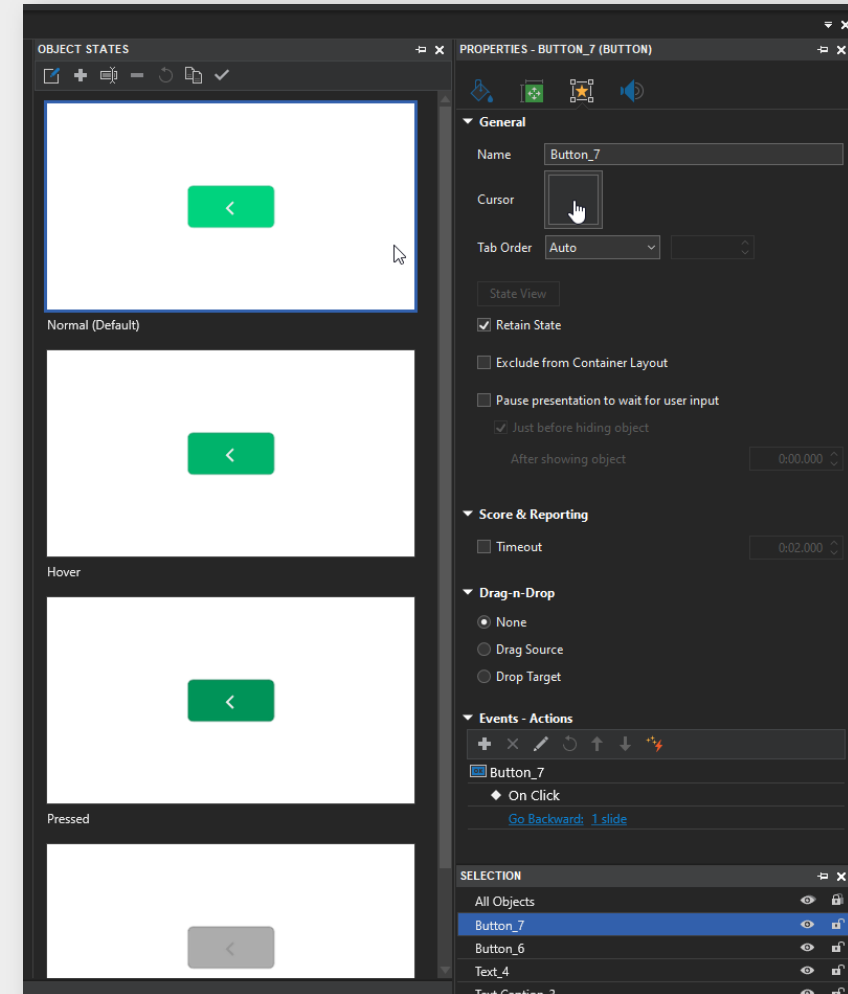 OBJECT STATES
Normal (Default)
Hover
Pressed
PROPERTIES - BUTTON_7 (BUTTON)
General
Name Button_7
Cursor
Tab Order Auto
State View
Retain State
Exclude from Container Layout
Pause presentation to wait for user input
Just before hiding object
After showing object 0:00.000
Score & Reporting
Timeout 0:02.000
Drag-n-Drop
None
Drag Source
Drop Target
Events - Actions
Button_7
On Click
Go Backward: 1 slide
SELECTION
All Objects
Button_7
Button_6
Text_4
Text Caption_3